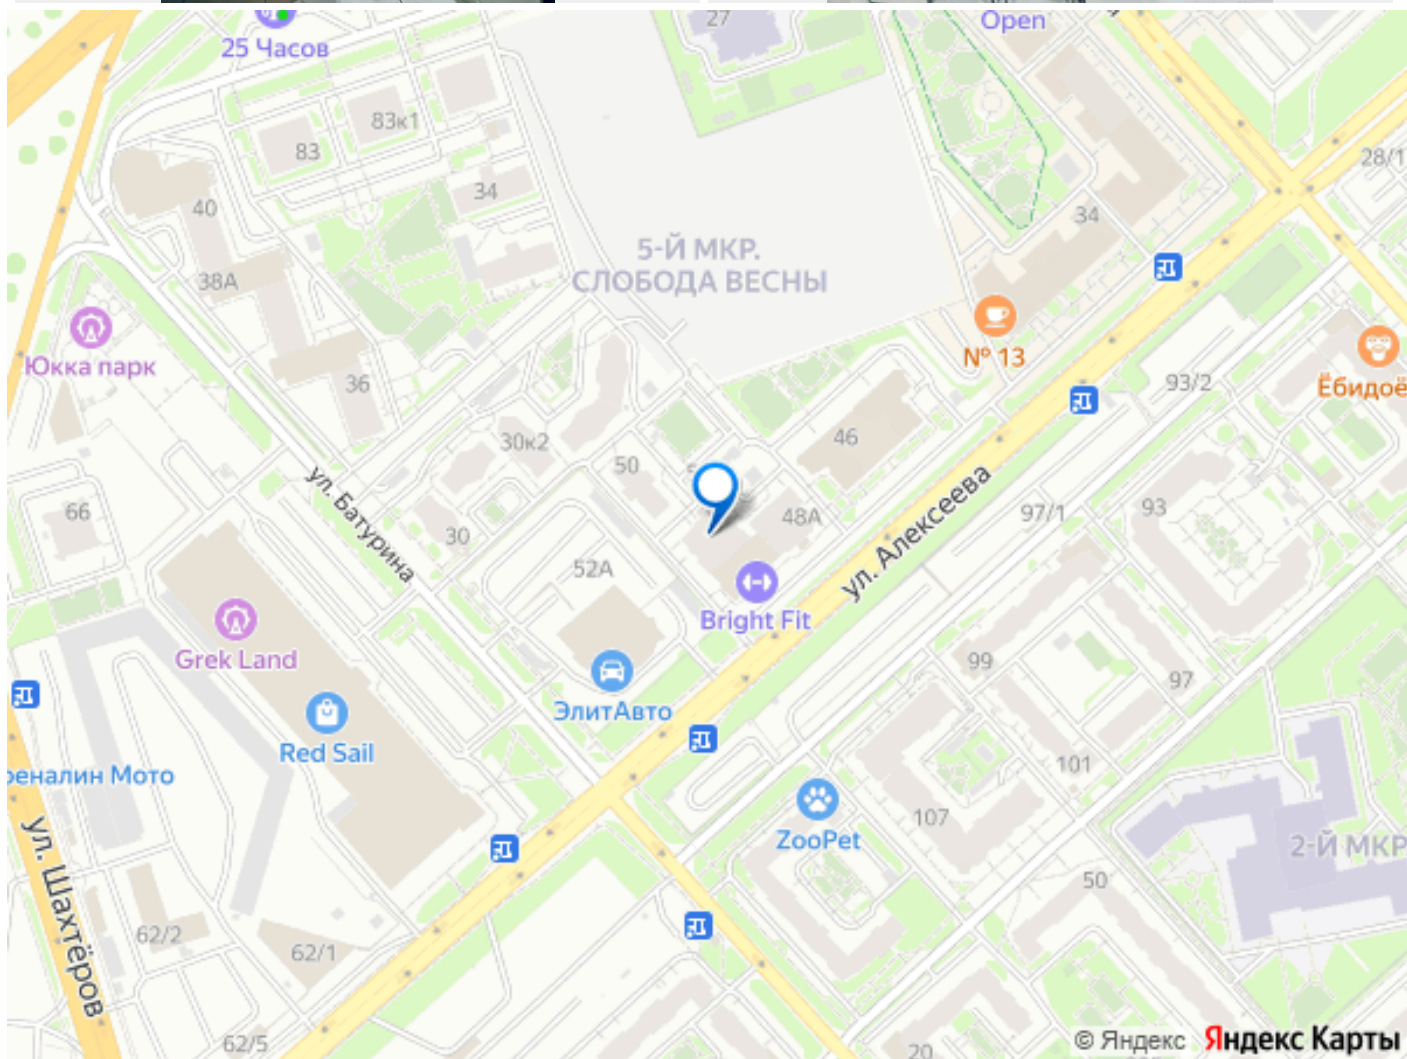 27
Open
25 Часов
83к1
83
28/1
34
40
34
5-Й МКР.
СЛОБОДА ВЕСНЫ
38А
Юкка парк
№ 13
36
93/2
Ёбидоё
30к2
46
50
ул. Батурина
ул. Алексеева
66
48А
97/1
93
30
52А
Bright Fit
Grek Land
99
97
ЭлитАвто
Red Sail
реналин Мото
101
107
ZooPet
2-Й МКР
ул. Шахтёров
50
62/2
62/1
62/5
20
© Яндекс Яндекс Карты